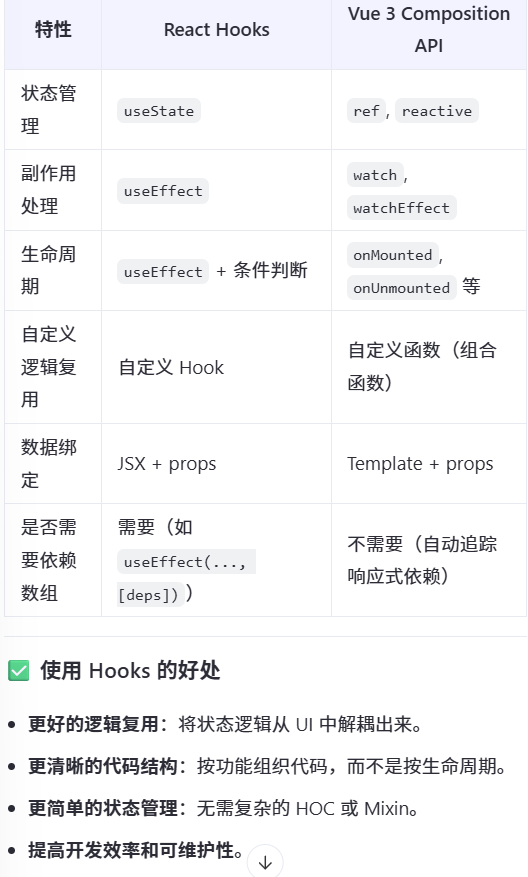 特性
React Hooks
Vue 3 Composition
API
状态管
理
useState
ref, reactive
副作用
处理
useEffect
watch,
watchEffect
生命周
期
useEffect + 条件判断
onMounted,
onUnmounted 等
自定义
逻辑复
用
自定义 Hook
自定义函数（组合
函数）
数据绑
定
JSX + props
Template + props
是否需
要依赖
数组
需要（如
useEffect(...,
[deps])）
不需要（自动追踪
响应式依赖）
✅ 使用 Hooks 的好处
• 更好的逻辑复用：将状态逻辑从 UI 中解耦出来。
• 更清晰的代码结构：按功能组织代码，而不是按生命周期。
• 更简单的状态管理：无需复杂的 HOC 或 Mixin。
• 提高开发效率和可维护性。